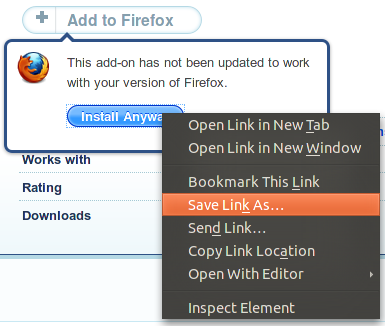 Add to Firefox
This add-on has not been updated to work
with your version of Firefox.
Install Anywa
Works with
Rating
Downloads
Open Link in New Tab
Open Link in New Window
Bookmark This Link
Save Link As...
Send Link...
Copy Link Location
Open With Editor
Inspect Element